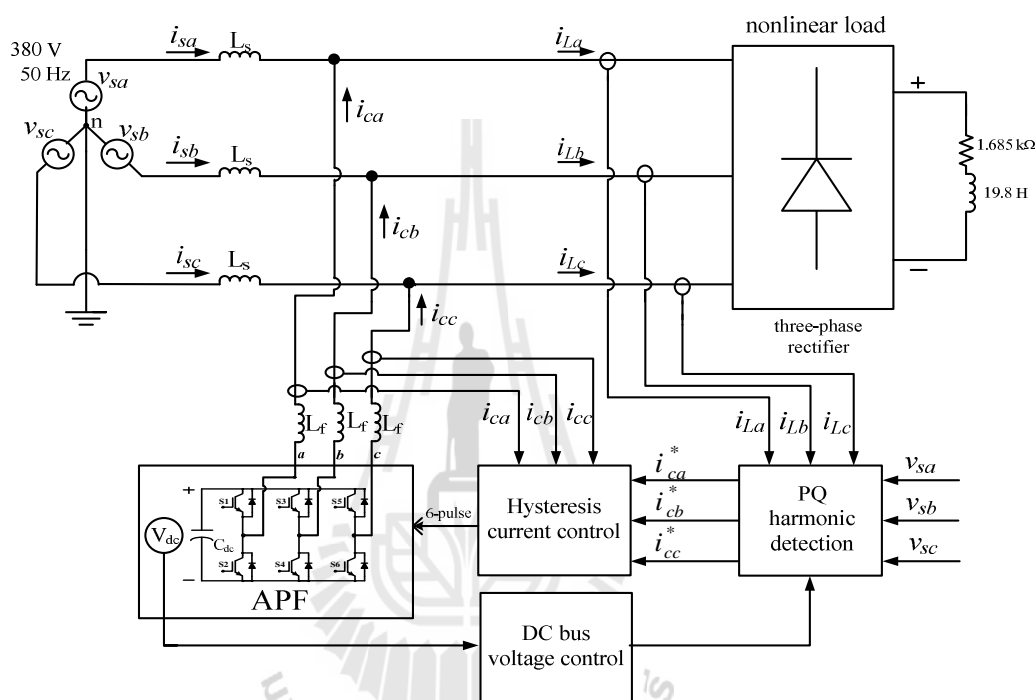 380 V
50 Hz
v_sa
n
v_sc
v_sb
i_sa
L_s
i_La
i_ca
i_sb
L_s
i_Lb
i_cb
i_sc
L_s
i_Lc
i_cc
nonlinear load
+
−
1.685 kΩ
19.8 H
three-phase
rectifier
L_f
L_f
L_f
a
b
c
i_ca
i_cb
i_cc
i_La
i_Lb
i_Lc
+
−
V_dc
C_dc
S1
S3
S5
S2
S4
S6
APF
6-pulse
Hysteresis
current control
i*_ca
i*_cb
i*_cc
PQ
harmonic
detection
v_sa
v_sb
v_sc
DC bus
voltage control